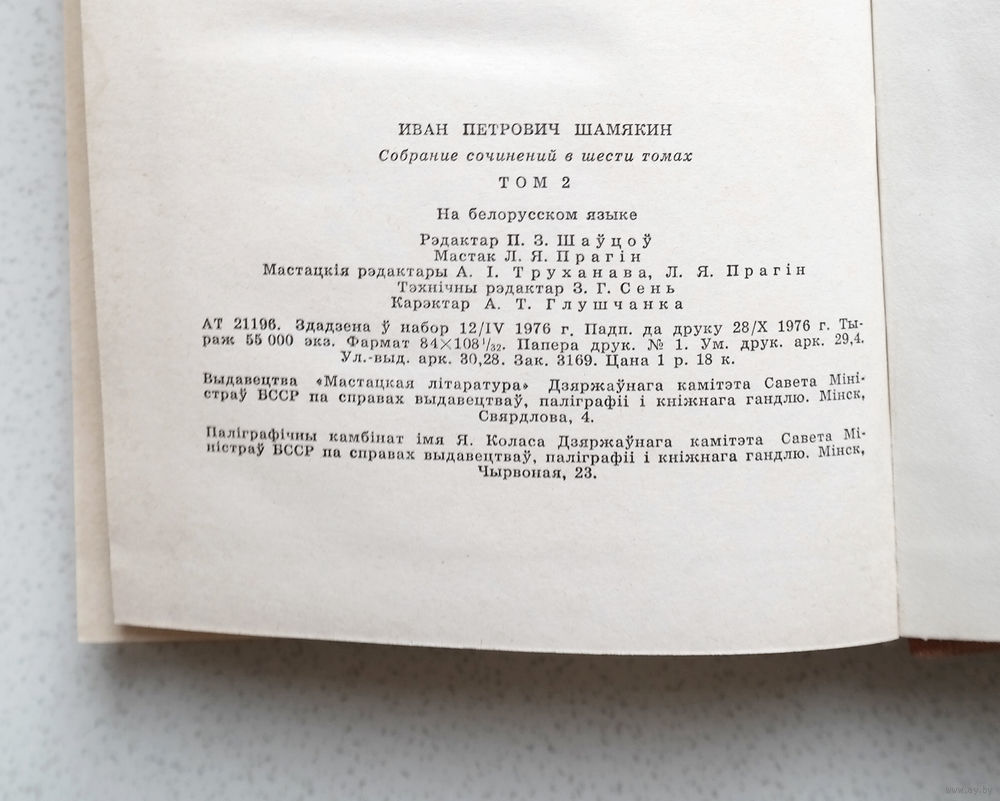 ИВАН ПЕТРОВИЧ ШАМЯКИН
Собрание сочинений в шести томах
ТОМ 2
На белорусском языке
Рэдактар П. З. Шаўцоў
Мастак Л. Я. Прагін
Мастацкія рэдактары А. І. Труханава, Л. Я. Прагін
Тэхнічны рэдактар З. Г. Сень
Карэктар А. Т. Глушчанка
АТ 21196. Здадзена ў набор 12/IV 1976 г. Падп. да друку 28/X 1976 г. Ты-
раж 55 000 экз. Фармат 84×108 1/32. Папера друк. № 1. Ум. друк. арк. 29,4.
Ул.-выд. арк. 30,28. Зак. 3169. Цана 1 р. 18 к.
Выдавецтва «Мастацкая літаратура» Дзяржаўнага камітэта Савета Міні-
страў БССР па справах выдавецтваў, паліграфіі і кніжнага гандлю. Мінск,
Свярдлова, 4.
Паліграфічны камбінат імя Я. Коласа Дзяржаўнага камітэта Савета Мі-
ністраў БССР па справах выдавецтваў, паліграфіі і кніжнага гандлю. Мінск,
Чырвоная, 23.
www.ay.by